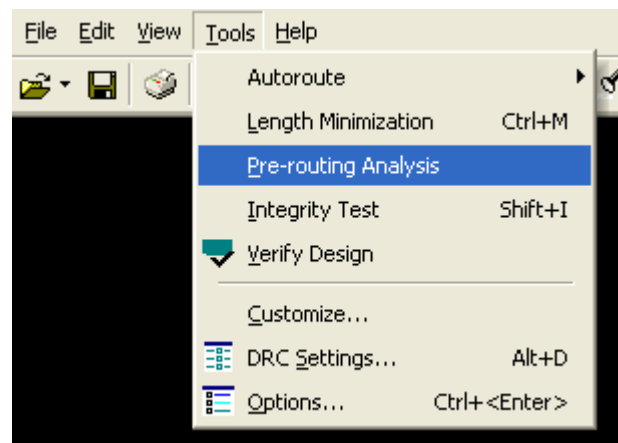 File Edit View Tools Help
Autoroute
Length Minimization Ctrl+M
Pre-routing Analysis
Integrity Test Shift+I
Verify Design
Customize...
DRC Settings... Alt+D
Options... Ctrl+<Enter>